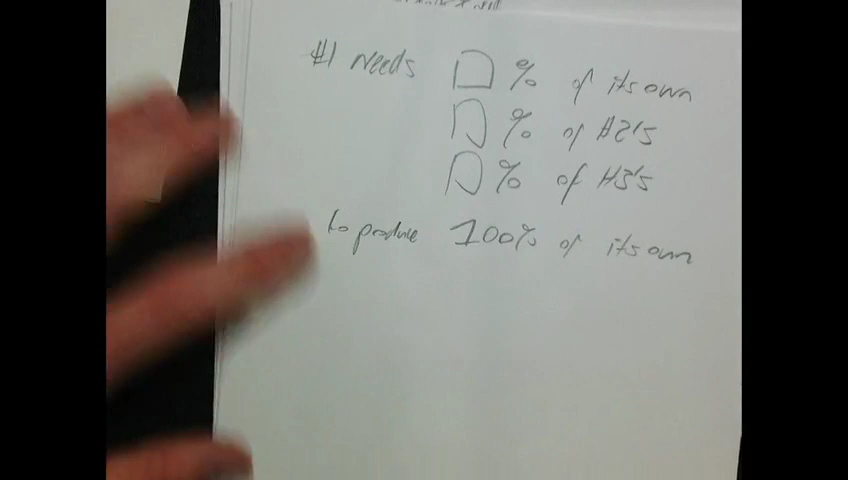 #1 needs □ % of its own
□ % of #2's
□ % of #3's
to produce 100% of its own